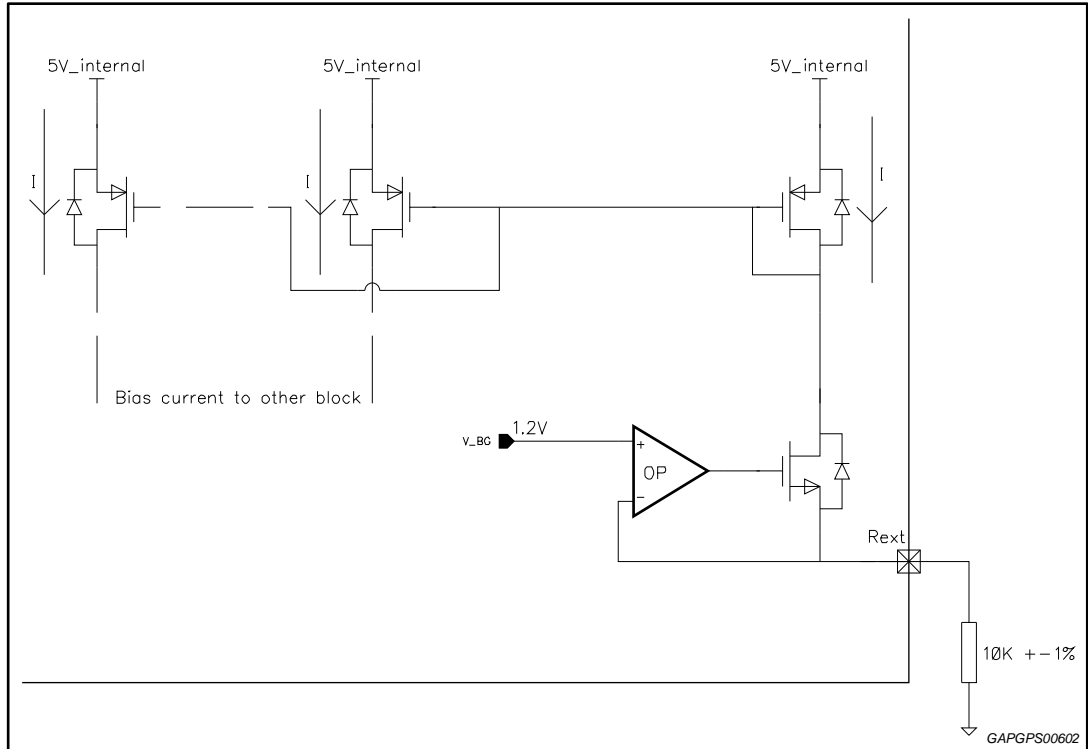 5V_internal
5V_internal
5V_internal
I
I
I
Bias current to other block
V_BG
1.2V
+
OP
−
Rext
10K +-1%
GAPGPS00602